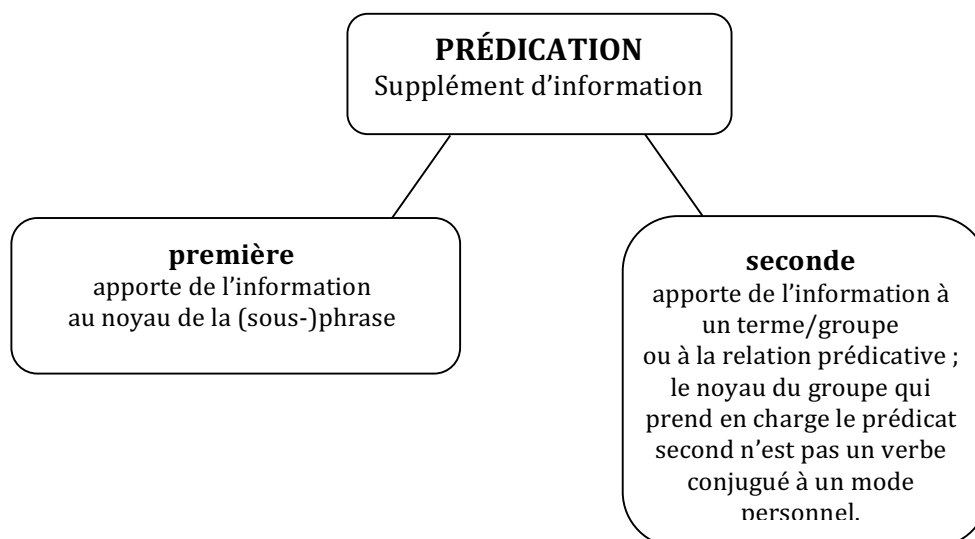 PRÉDICATION
Supplément d’information
première
apporte de l’information
au noyau de la (sous-)phrase
seconde
apporte de l’information à
un terme/groupe
ou à la relation prédicative ;
le noyau du groupe qui
prend en charge le prédicat
second n’est pas un verbe
conjugué à un mode
personnel.